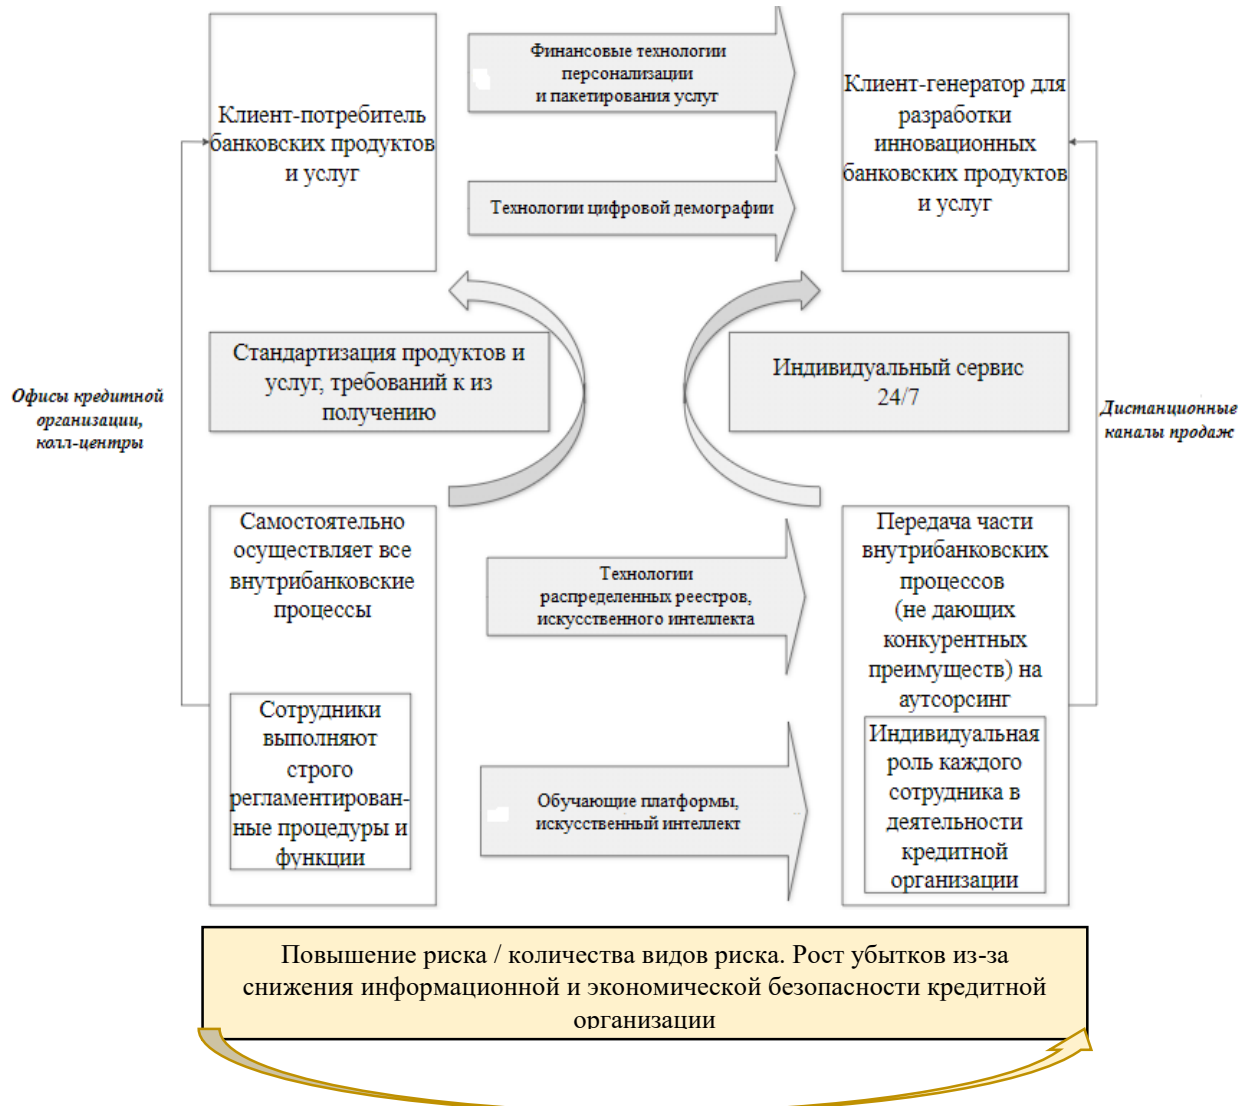 Финансовые технологии
персонализации
и пакетирования услуг
Клиент-потребитель
банковских продуктов
и услуг
Клиент-генератор для
разработки
инновационных
банковских продуктов
и услуг
Технологии цифровой демографии
Стандартизация продуктов и
услуг, требований к из
получению
Индивидуальный сервис
24/7
Офисы кредитной
организации,
колл-центры
Дистанционные
каналы продаж
Самостоятельно
осуществляет все
внутрибанковские
процессы
Технологии
распределенных реестров,
искусственного интеллекта
Передача части
внутрибанковских
процессов
(не дающих
конкурентных
преимуществ) на
аутсорсинг
Сотрудники
выполняют
строго
регламентирован-
ные процедуры и
функции
Обучающие платформы,
искусственный интеллект
Индивидуальная
роль каждого
сотрудника в
деятельности
кредитной
организации
Повышение риска / количества видов риска. Рост убытков из-за
снижения информационной и экономической безопасности кредитной
организации